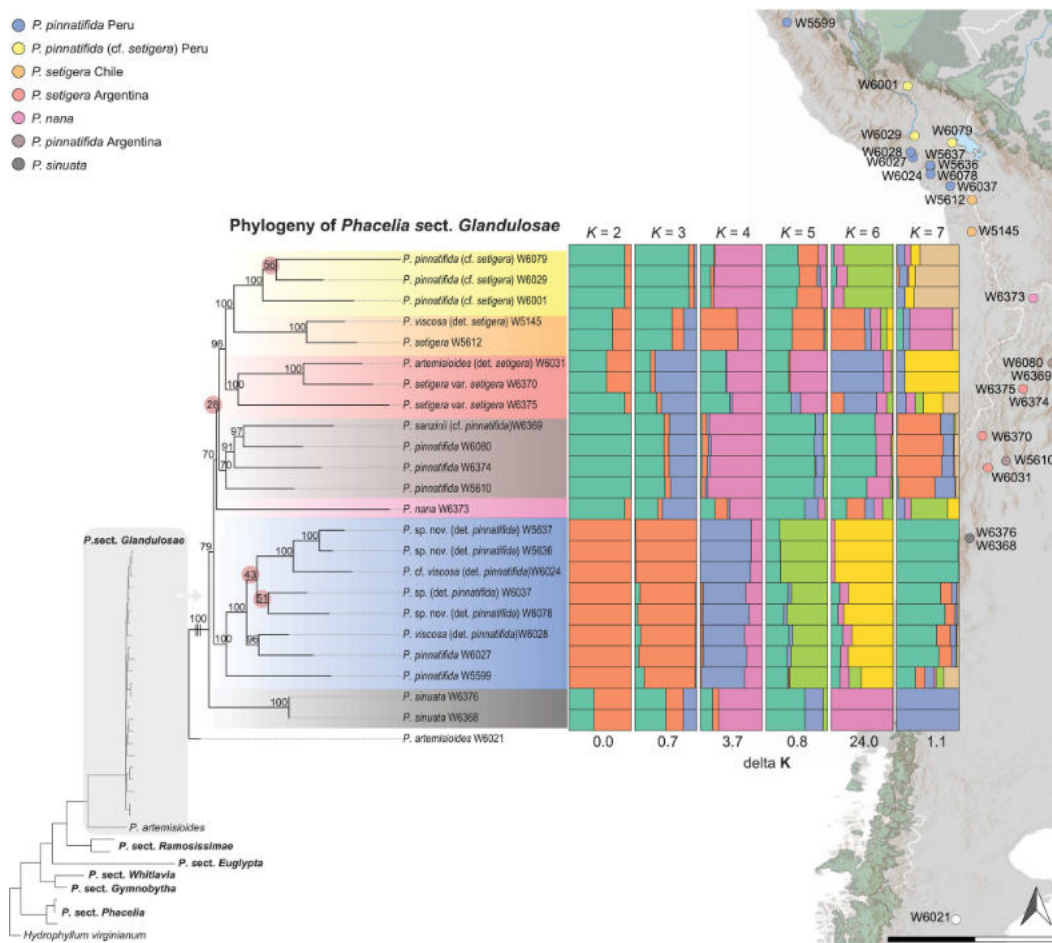 P. pinnatifida Peru
P. pinnatifida (cf. setigera) Peru
P. setigera Chile
P. setigera Argentina
P. nana
P. pinnatifida Argentina
P. sinuata
W5599
W6001
W6029
W6079
W6028
W5637
W6027
W5636
W6024
W6078
W6037
W5612
W5145
W6373
W6080
W6369
W6375
W6374
W6370
W5610
W6031
W6376
W6368
W6021
Phylogeny of Phacelia sect. Glandulosae
K = 2
K = 3
K = 4
K = 5
K = 6
K = 7
P. pinnatifida (cf. setigera) W6079
P. pinnatifida (cf. setigera) W6029
P. pinnatifida (cf. setigera) W6001
P. viscosa (det. setigera) W5145
P. setigera W5612
P. artemisioides (det. setigera) W6031
P. setigera var. setigera W6370
P. setigera var. setigera W6375
P. sanzinii (cf. pinnatifida)W6369
P. pinnatifida W6080
P. pinnatifida W6374
P. pinnatifida W5610
P. nana W6373
P. sp. nov. (det. pinnatifida) W5637
P. sp. nov. (det. pinnatifida) W5636
P. cf. viscosa (det. pinnatifida)W6024
P. sp. (det. pinnatifida) W6037
P. sp. nov. (det. pinnatifida) W6078
P. viscosa (det. pinnatifida)W6028
P. pinnatifida W6027
P. pinnatifida W5599
P. sinuata W6376
P. sinuata W6368
P. artemisioides W6021
56
100
100
100
96
100
100
28
97
91
70
70
79
100
100
43
51
100
96
100
100
100
0.0
0.7
3.7
0.8
24.0
1.1
delta K
P.sect. Glandulosae
P. artemisioides
P. sect. Ramosissimae
P. sect. Euglypta
P. sect. Whitlavia
P. sect. Gymnobytha
P. sect. Phacelia
Hydrophyllum virginianum